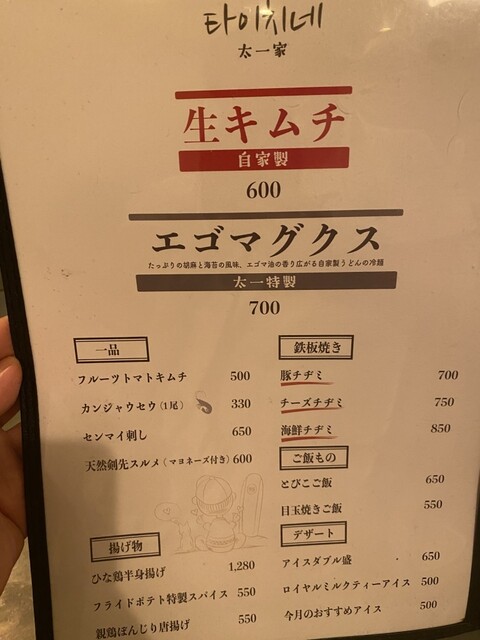 타이치네
太一家
生キムチ
自家製
600
エゴマグクス
たっぷりの胡麻と海苔の風味、エゴマ油の香り広がる自家製うどんの冷麺
太一特製
700
一品
フルーツトマトキムチ 500
カンジャウセウ(1尾) 330
センマイ刺し 650
天然剣先スルメ(マヨネーズ付き) 600
揚げ物
ひな鶏半身揚げ 1,280
フライドポテト特製スパイス 550
親鶏ぼんじり唐揚げ 550
鉄板焼き
豚チヂミ 700
チーズチヂミ 750
海鮮チヂミ 850
ご飯もの
とびこご飯 650
目玉焼きご飯 550
デザート
アイスダブル盛 650
ロイヤルミルクティーアイス 500
今月のおすすめアイス 500